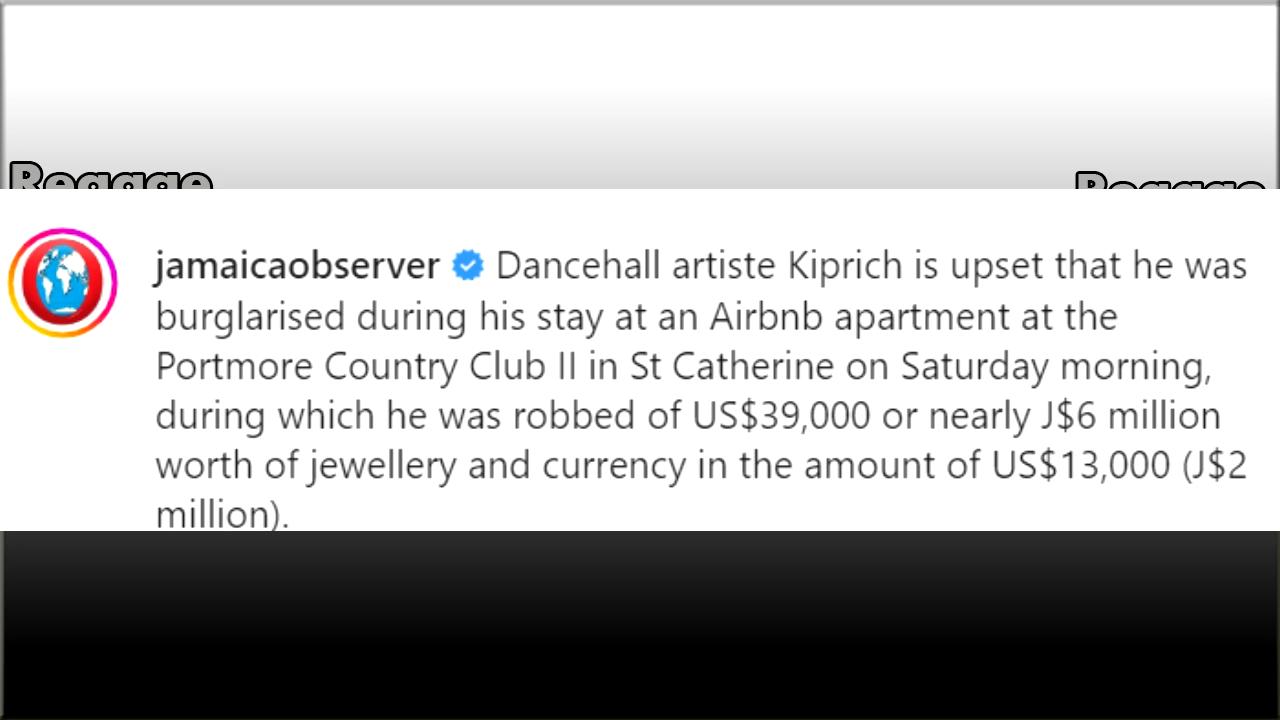 Reggae
Reggae
jamaicaobserver Dancehall artiste Kiprich is upset that he was
burglarised during his stay at an Airbnb apartment at the
Portmore Country Club II in St Catherine on Saturday morning,
during which he was robbed of US$39,000 or nearly J$6 million
worth of jewellery and currency in the amount of US$13,000 (J$2
million).